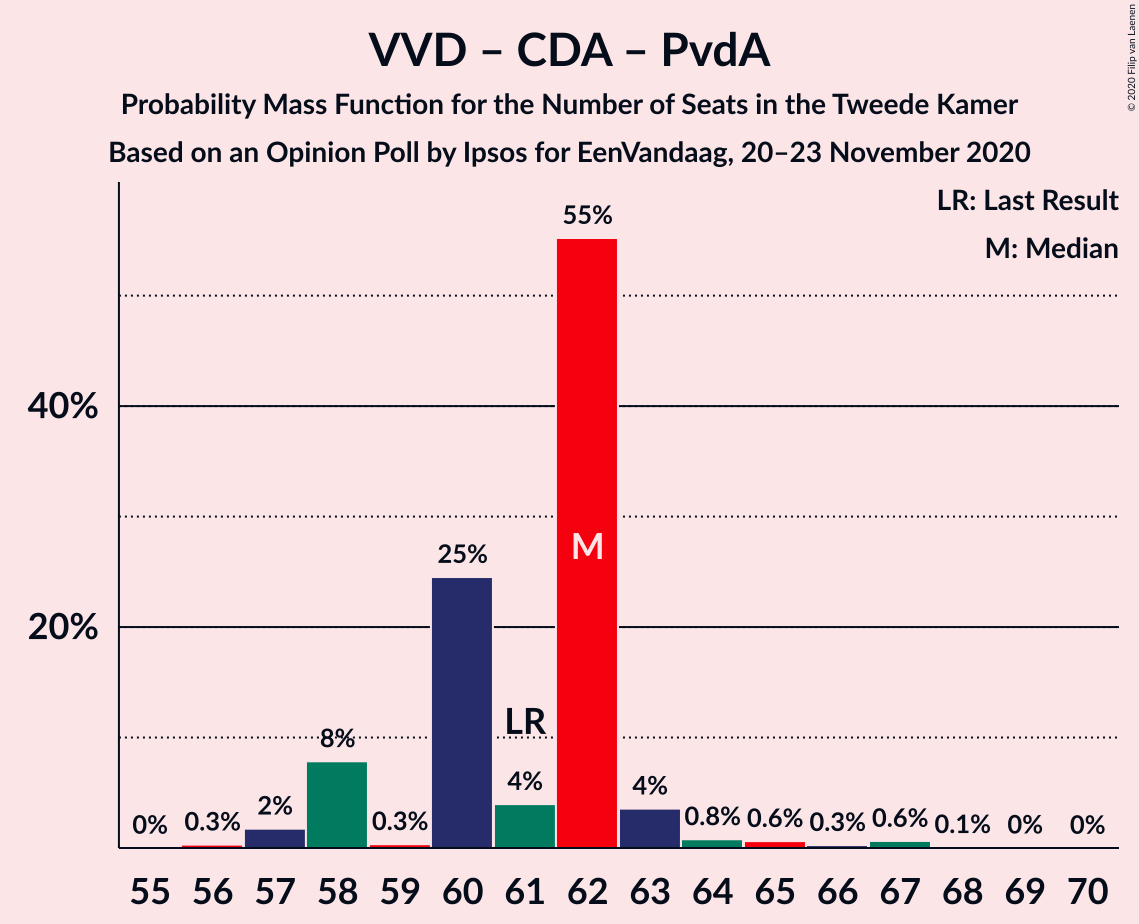 VVD – CDA – PvdA
Probability Mass Function for the Number of Seats in the Tweede Kamer
Based on an Opinion Poll by Ipsos for EenVandaag, 20–23 November 2020
© 2020 Filip van Laenen
LR: Last Result
M: Median
55%
40%
M
25%
20%
LR
8%
4%
4%
2%
0% 0.3% 0.3% 0.8% 0.6% 0.3% 0.6% 0.1% 0% 0%
55 56 57 58 59 60 61 62 63 64 65 66 67 68 69 70